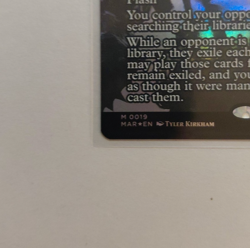 Flash
You control your oppo
searching their librar
While an opponent is
library, they exile each
may play those cards f
remain exiled, and you
as though it were man
cast them.
M 0019
MAR★EN Tyler Kirkham